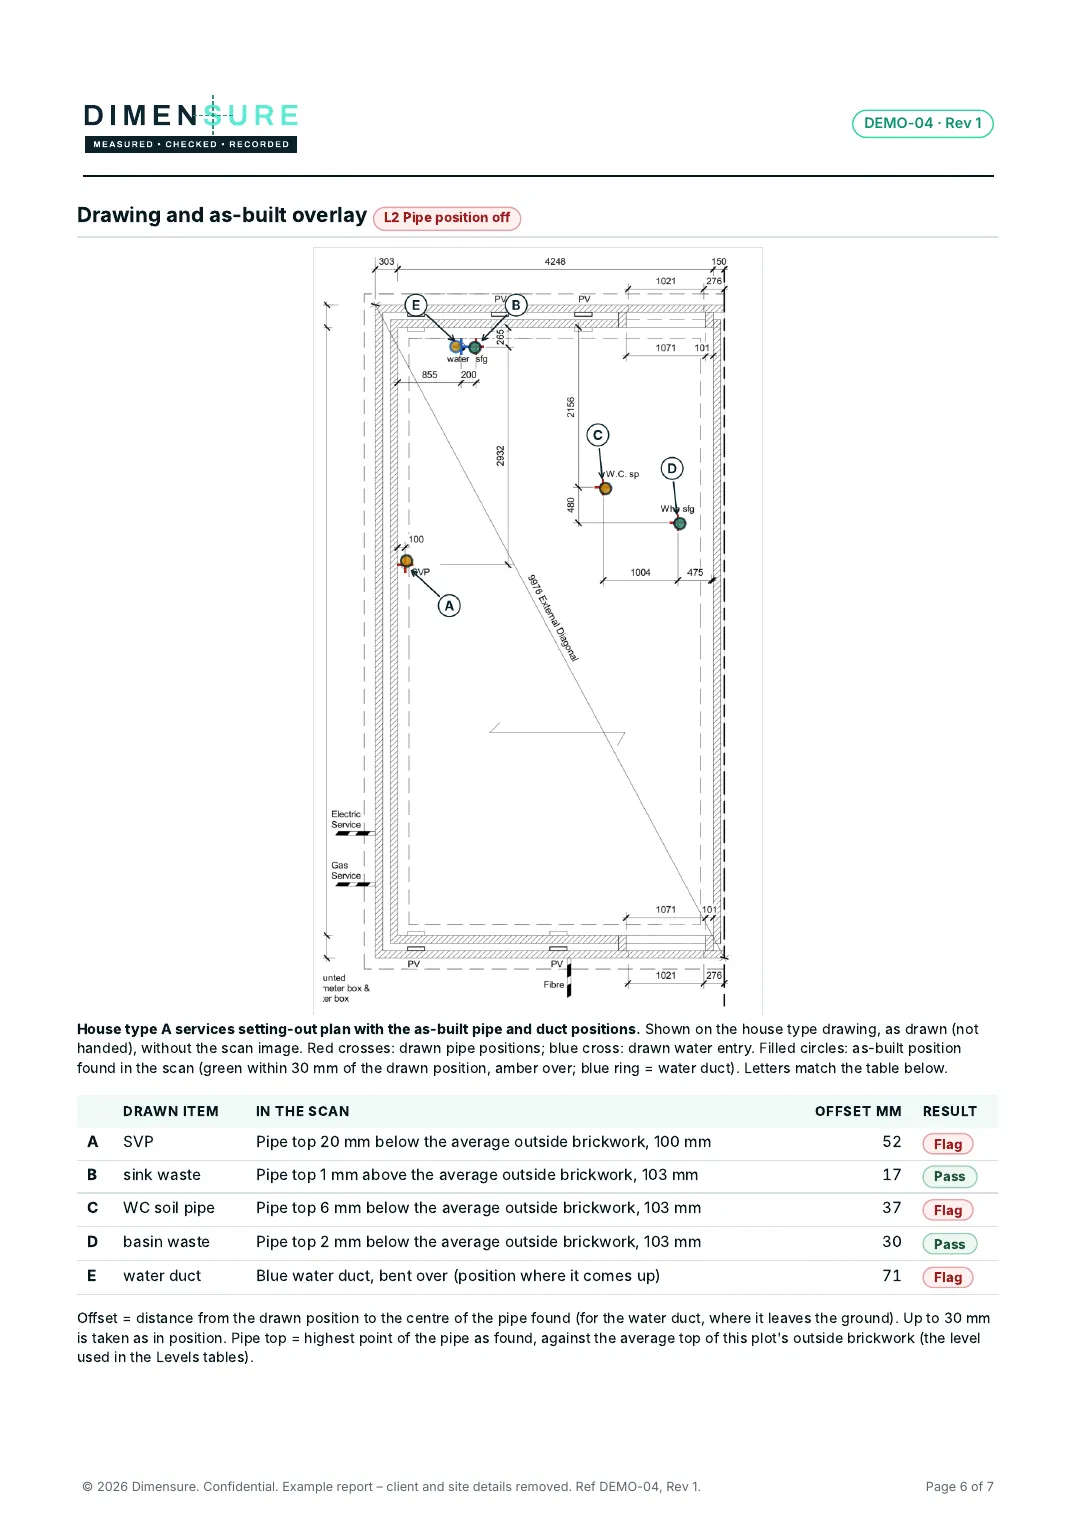 DIMENSURE
MEASURED • CHECKED • RECORDED
DEMO-04 · Rev 1
Drawing and as-built overlay
L2 Pipe position off
303
4248
150
1021
276
E
PV
B
PV
265
1071
101
water
sfg
855
200
2156
C
2932
W.C. sp
D
480
sfg
100
1004
475
A
9976 External Diagonal
Electric
Service
Gas
Service
1071
101
PV
PV
1021
276
Fibre
unted
meter box &
box
House type A services setting-out plan with the as-built pipe and duct positions. Shown on the house type drawing, as drawn (not
handed), without the scan image. Red crosses: drawn pipe positions; blue cross: drawn water entry. Filled circles: as-built position
found in the scan (green within 30 mm of the drawn position, amber over; blue ring = water duct). Letters match the table below.
DRAWN ITEM IN THE SCAN OFFSET MM RESULT
A SVP Pipe top 20 mm below the average outside brickwork, 100 mm 52 Flag
B sink waste Pipe top 1 mm above the average outside brickwork, 103 mm 17 Pass
C WC soil pipe Pipe top 6 mm below the average outside brickwork, 103 mm 37 Flag
D basin waste Pipe top 2 mm below the average outside brickwork, 103 mm 30 Pass
E water duct Blue water duct, bent over (position where it comes up) 71 Flag
Offset = distance from the drawn position to the centre of the pipe found (for the water duct, where it leaves the ground). Up to 30 mm
is taken as in position. Pipe top = highest point of the pipe as found, against the average top of this plot's outside brickwork (the level
used in the Levels tables).
© 2026 Dimensure. Confidential. Example report – client and site details removed. Ref DEMO-04, Rev 1.
Page 6 of 7